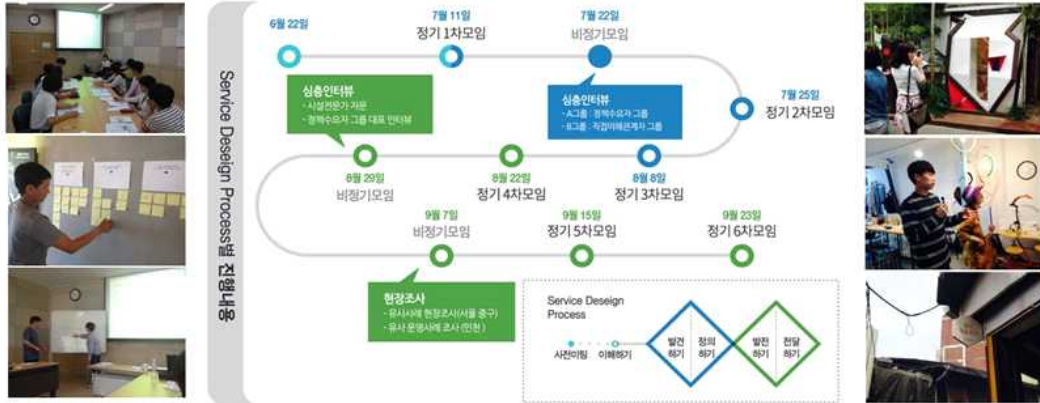 Service Deseign Process별 진행내용
6월 22일
7월 11일
정기 1차모임
7월 22일
비정기모임
심층인터뷰
- 시설전문가 자문
- 정책수요자 그룹 대표 인터뷰
심층인터뷰
- A그룹 : 정책수요자 그룹
- B그룹 : 직접이해관계자 그룹
7월 25일
정기 2차모임
8월 29일
비정기모임
8월 22일
정기 4차모임
8월 8일
정기 3차모임
9월 7일
비정기모임
9월 15일
정기 5차모임
9월 23일
정기 6차모임
현장조사
- 유사사례 현장조사(서울 중구)
- 유사 운영사례 조사 (인천 )
Service Deseign
Process
사전미팅
이해하기
발견
하기
정의
하기
발전
하기
전달
하기